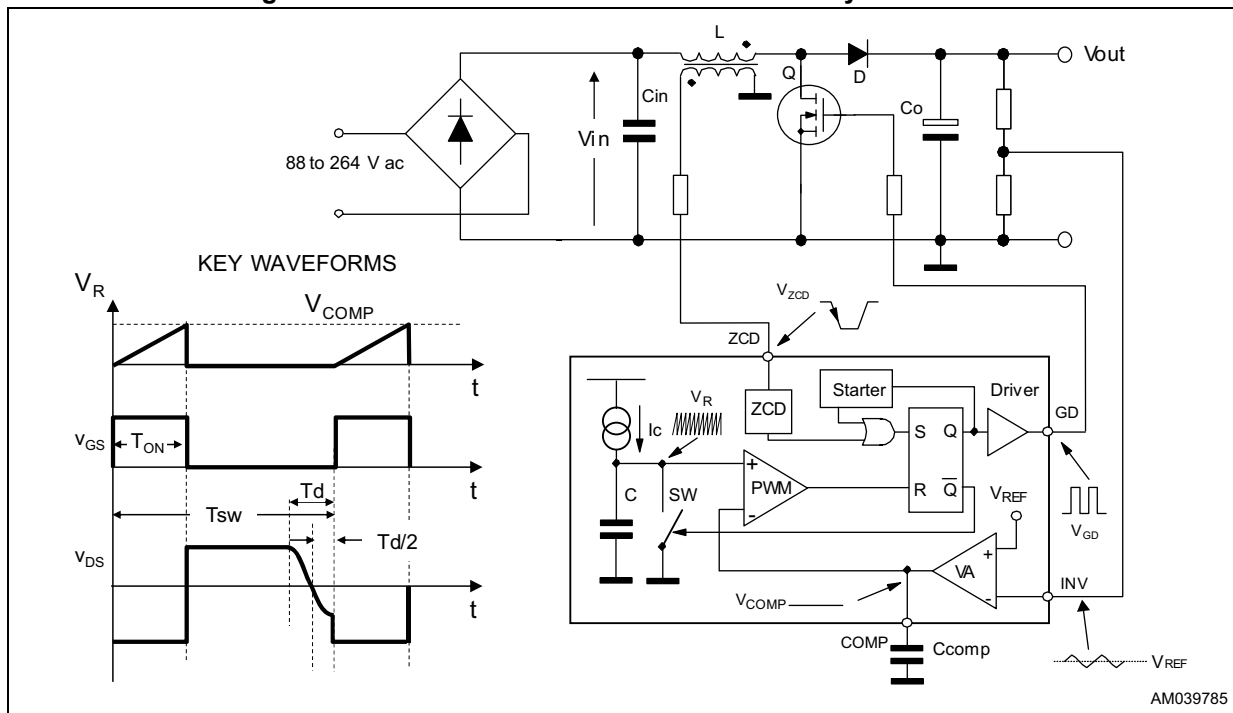 L
Vout
Q
D
Cin
Co
Vin
88 to 264 V ac
KEY WAVEFORMS
VR
VCOMP
t
vGS
TON
t
Td
Tsw
Td/2
vDS
t
VZCD
ZCD
Starter
Driver
GD
VR
ZCD
Ic
S Q
C
SW
+
PWM
-
R Q
VREF
VGD
+
VA
-
INV
VCOMP
COMP
Ccomp
VREF
AM039785